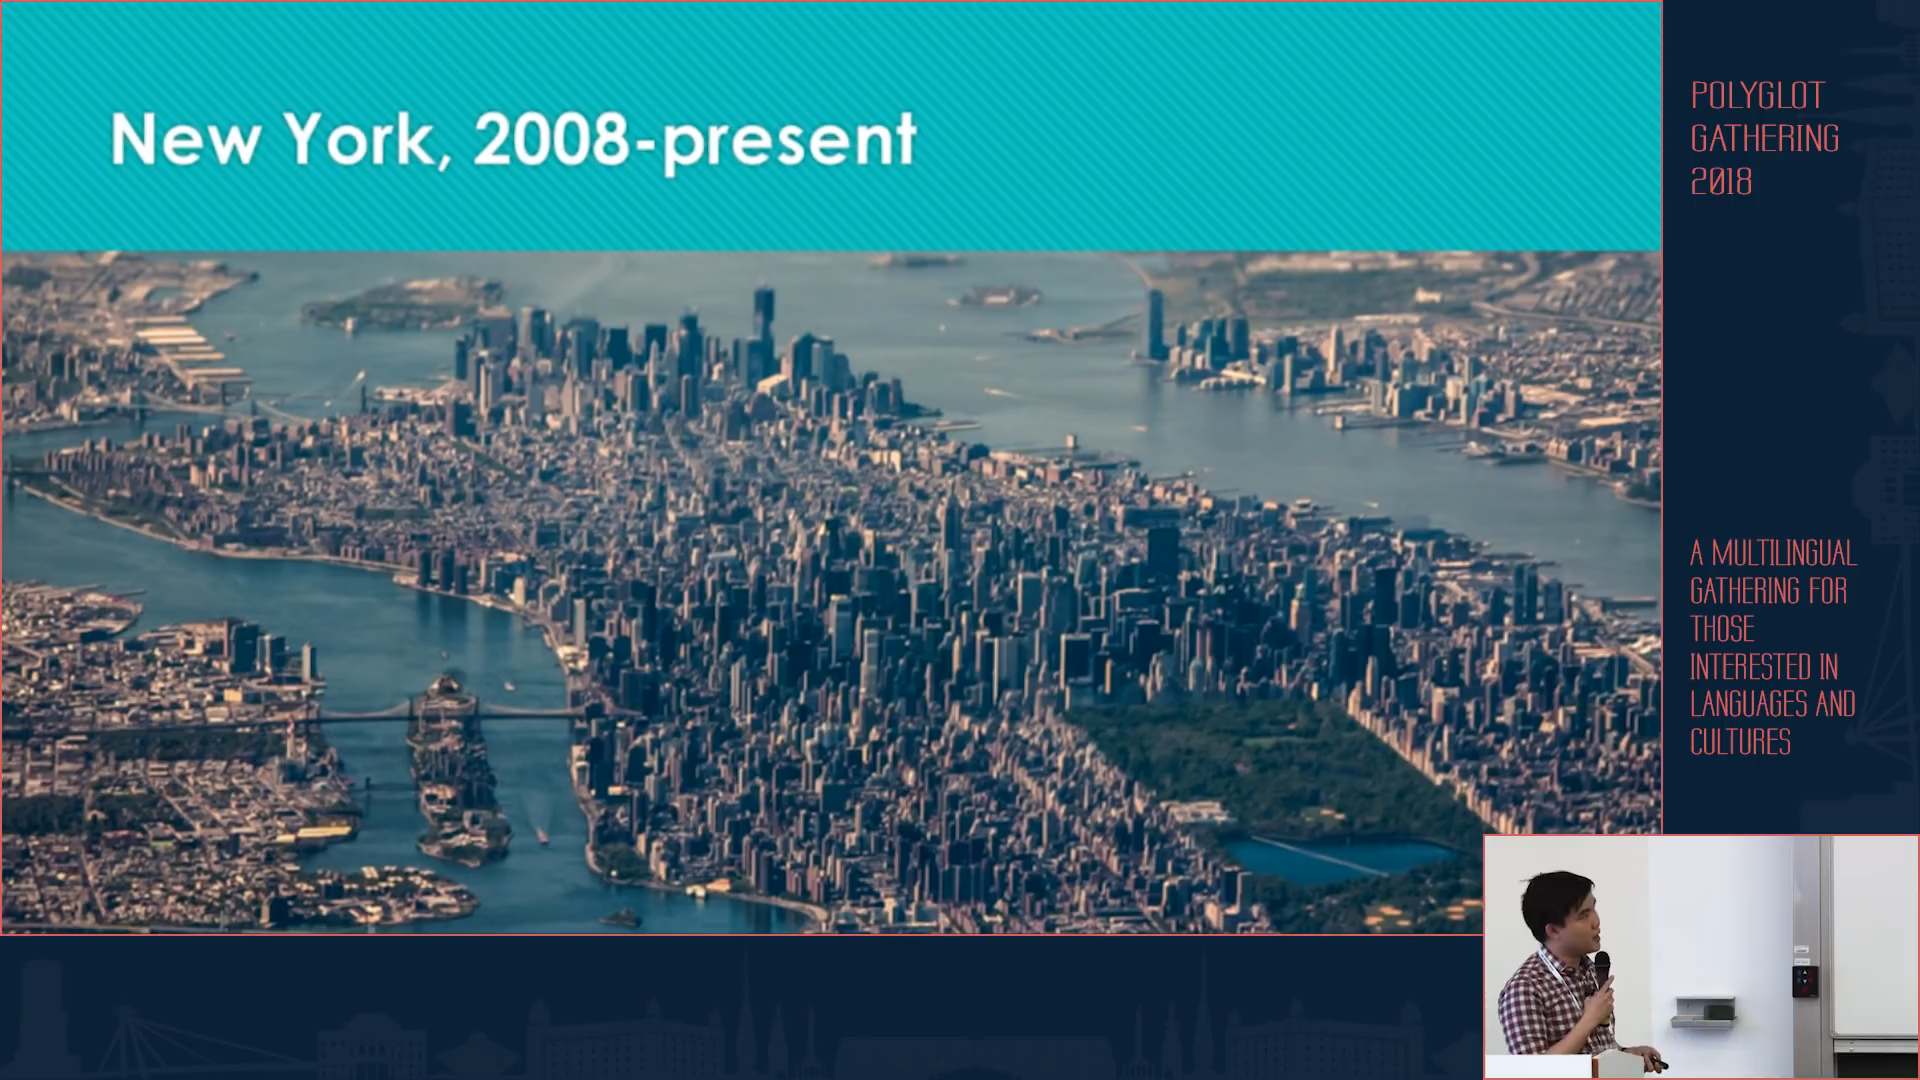 New York, 2008-present
POLYGLOT
GATHERING
2018
A MULTILINGUAL
GATHERING FOR
THOSE
INTERESTED IN
LANGUAGES AND
CULTURES